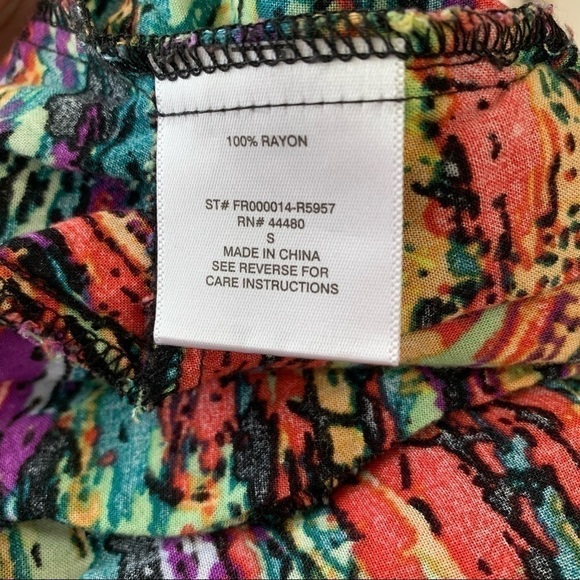 100% RAYON
ST# FR000014-R5957
RN# 44480
S
MADE IN CHINA
SEE REVERSE FOR
CARE INSTRUCTIONS